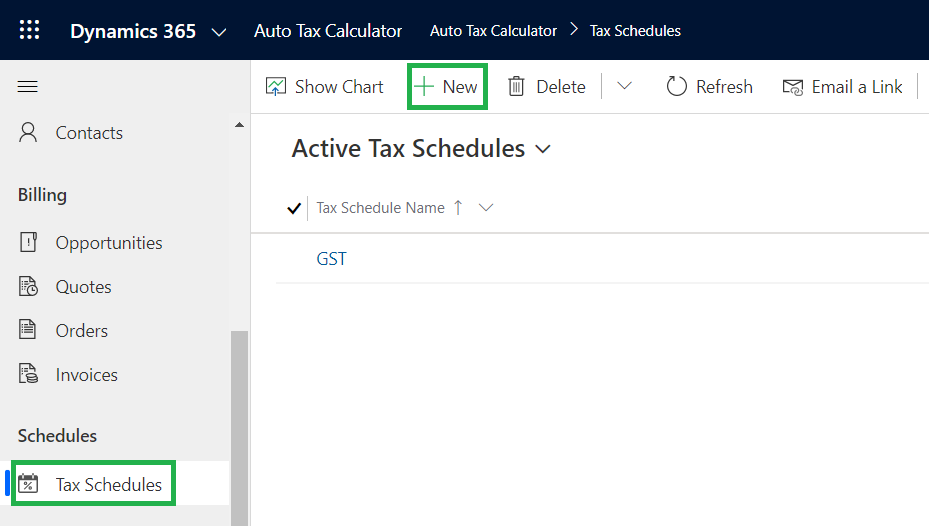 Dynamics 365 Auto Tax Calculator Auto Tax Calculator Tax Schedules
Show Chart New Delete Refresh Email a Link
Contacts
Billing
Opportunities
Quotes
Orders
Invoices
Schedules
Tax Schedules
Active Tax Schedules
Tax Schedule Name
GST